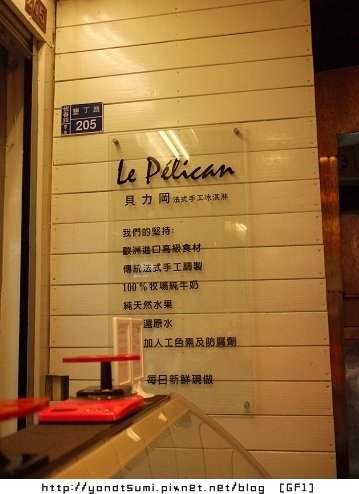 墾丁路
205
Le Pélican
貝力岡 法式手工冰淇淋
我們的堅持:
歐洲進口高級食材
傳統法式手工調製
100%牧場純牛奶
純天然水果
還原水
加人工色素及防腐劑
每日新鮮現做
http://yondtsumi.pixnet.net/blog [GF1]